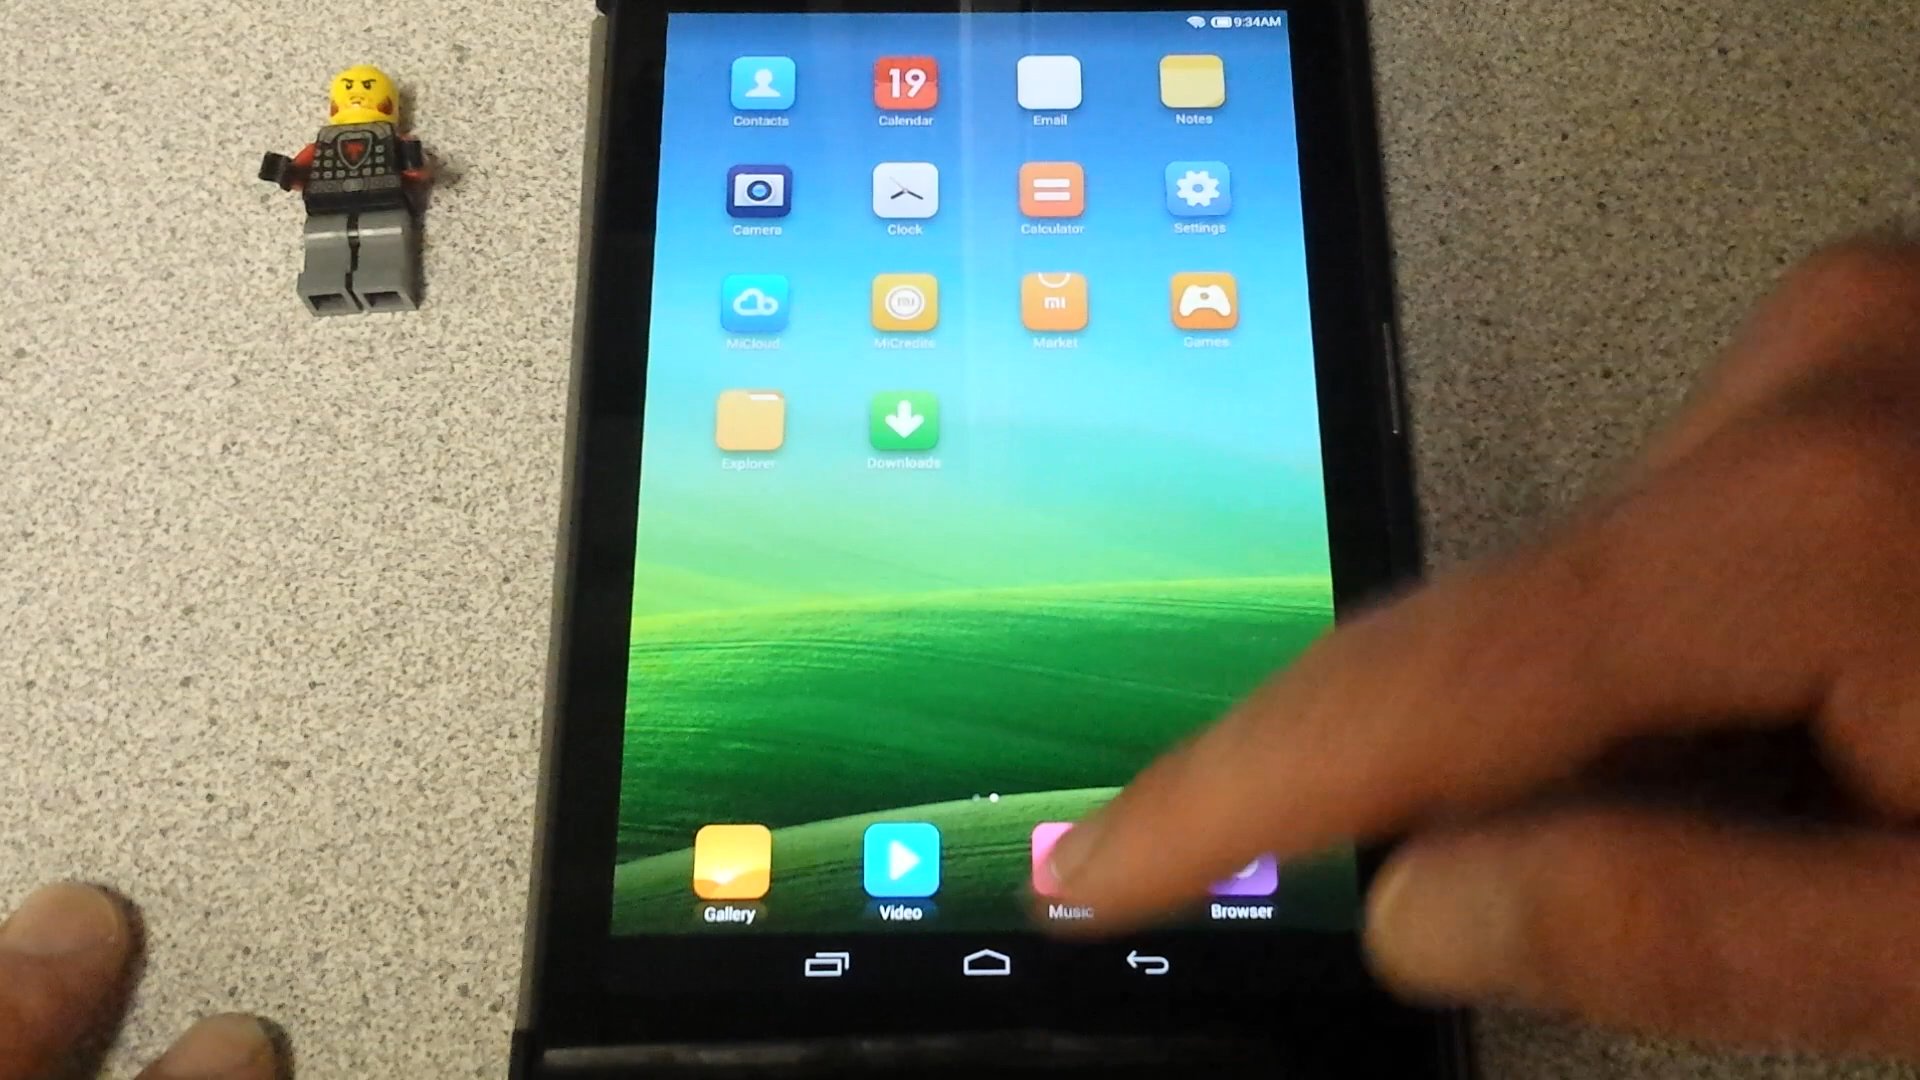 9:34AM
19
Contacts Calendar Email Notes
Camera Clock Calculator Settings
mi mi
MiCloud MiCredits Market Games
Explorer Downloads
Gallery Video Music Browser